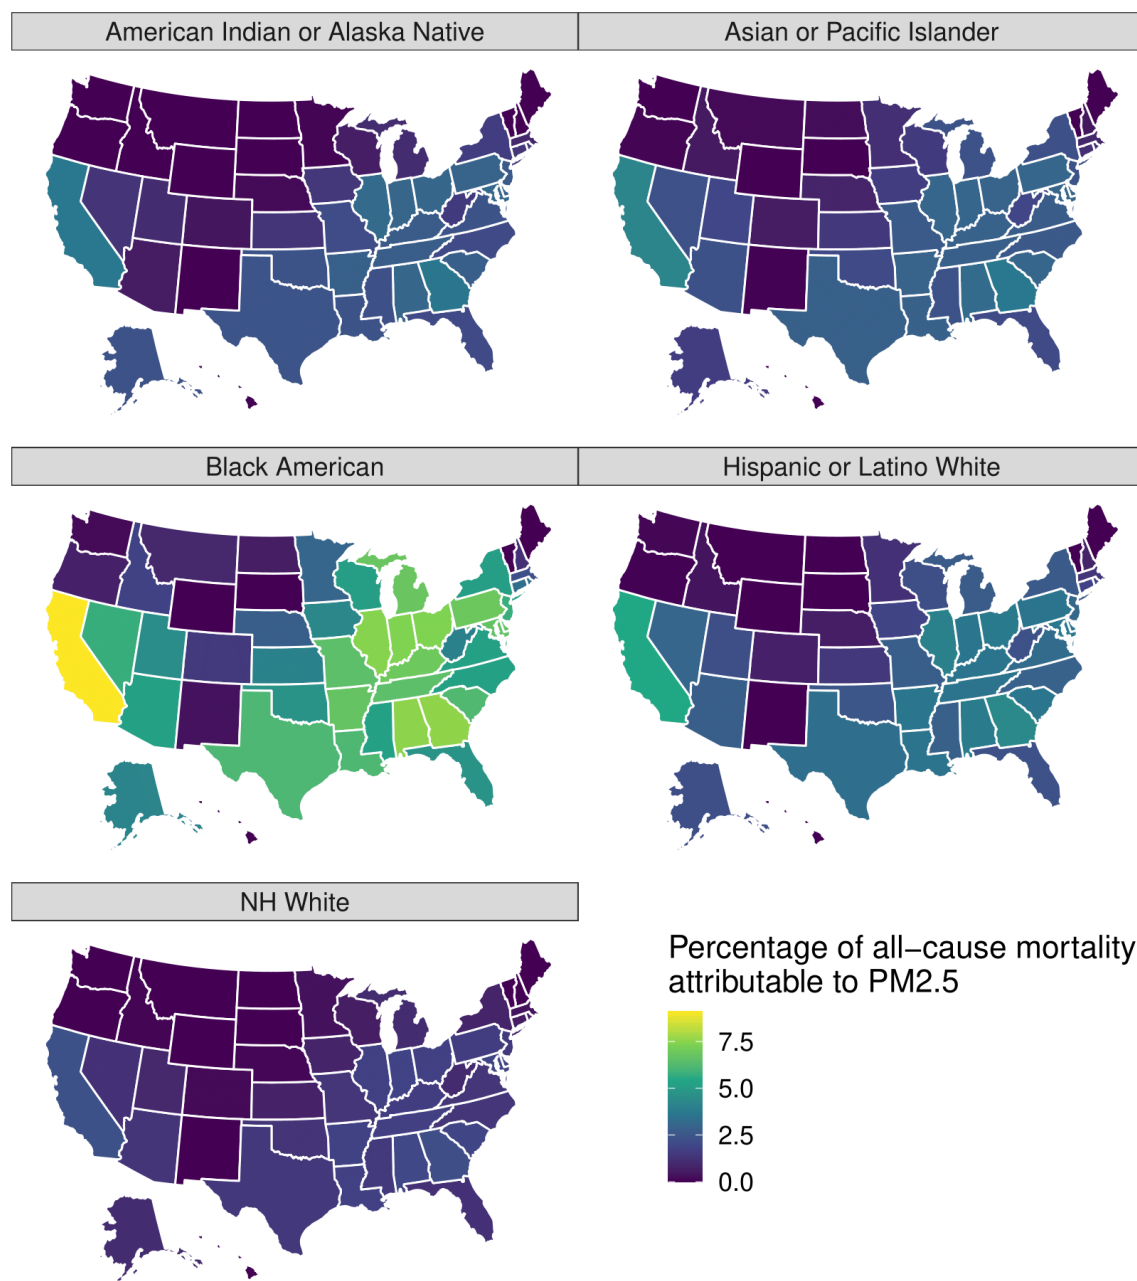 American Indian or Alaska Native
Asian or Pacific Islander
Black American
Hispanic or Latino White
NH White
Percentage of all−cause mortality
attributable to PM2.5
7.5
5.0
2.5
0.0